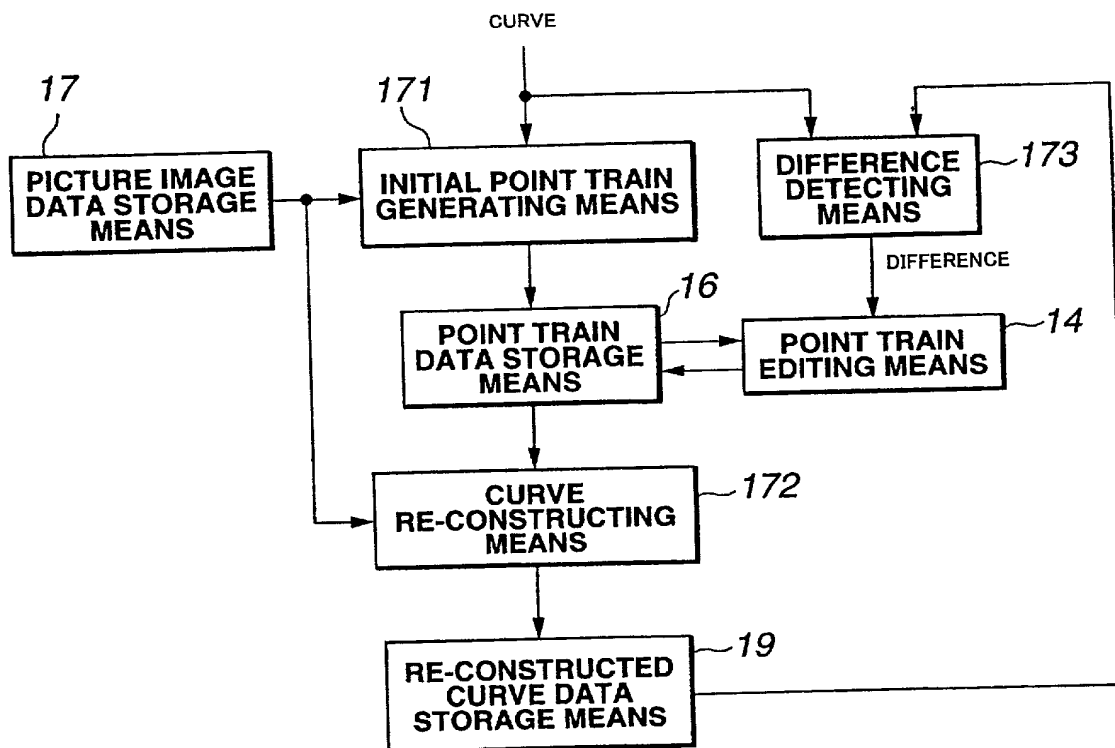 CURVE
17
171
173
PICTURE IMAGE
DATA STORAGE
MEANS
INITIAL POINT TRAIN
GENERATING MEANS
DIFFERENCE
DETECTING
MEANS
DIFFERENCE
16
14
POINT TRAIN
DATA STORAGE
MEANS
POINT TRAIN
EDITING MEANS
172
CURVE
RE-CONSTRUCTING
MEANS
19
RE-CONSTRUCTED
CURVE DATA
STORAGE MEANS